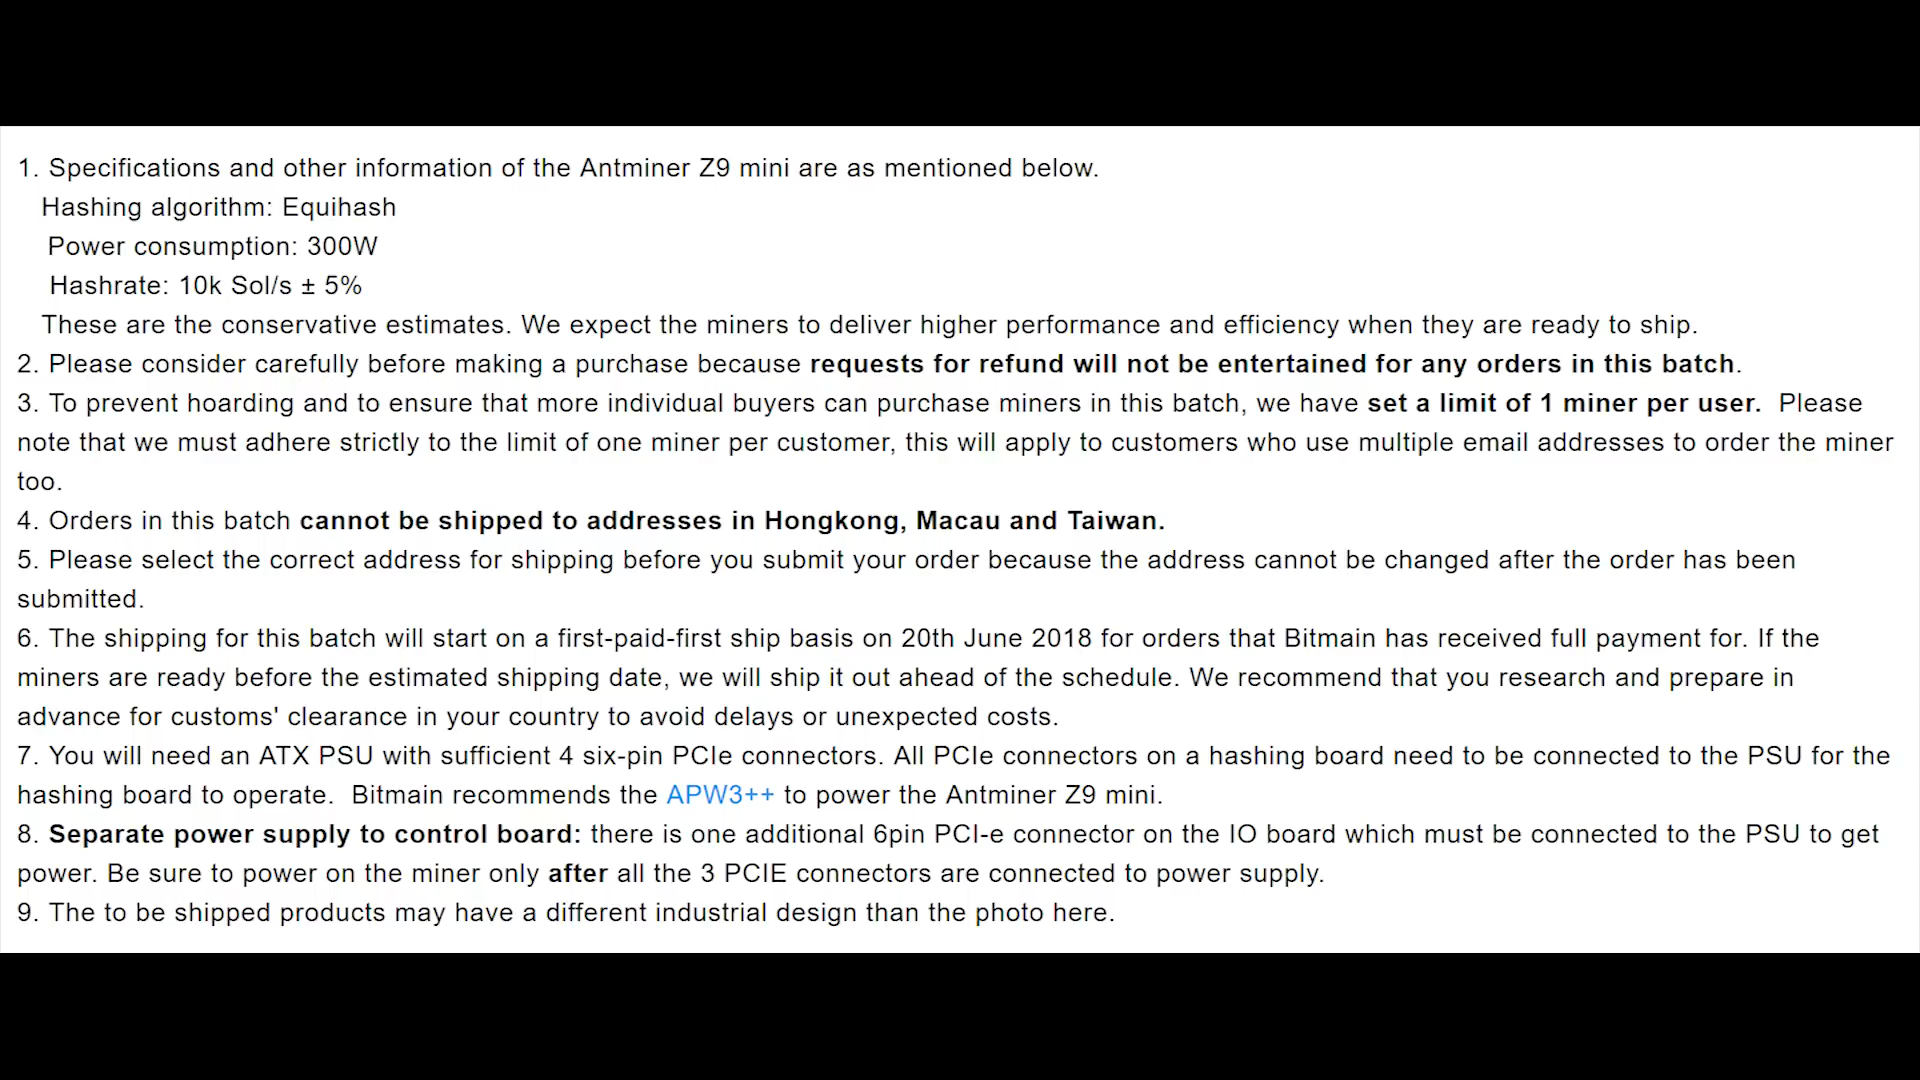 1. Specifications and other information of the Antminer Z9 mini are as mentioned below.
Hashing algorithm: Equihash
Power consumption: 300W
Hashrate: 10k Sol/s ± 5%
These are the conservative estimates. We expect the miners to deliver higher performance and efficiency when they are ready to ship.
2. Please consider carefully before making a purchase because requests for refund will not be entertained for any orders in this batch.
3. To prevent hoarding and to ensure that more individual buyers can purchase miners in this batch, we have set a limit of 1 miner per user.  Please
note that we must adhere strictly to the limit of one miner per customer, this will apply to customers who use multiple email addresses to order the miner
too.
4. Orders in this batch cannot be shipped to addresses in Hongkong, Macau and Taiwan.
5. Please select the correct address for shipping before you submit your order because the address cannot be changed after the order has been
submitted.
6. The shipping for this batch will start on a first-paid-first ship basis on 20th June 2018 for orders that Bitmain has received full payment for. If the
miners are ready before the estimated shipping date, we will ship it out ahead of the schedule. We recommend that you research and prepare in
advance for customs' clearance in your country to avoid delays or unexpected costs.
7. You will need an ATX PSU with sufficient 4 six-pin PCIe connectors. All PCIe connectors on a hashing board need to be connected to the PSU for the
hashing board to operate.  Bitmain recommends the APW3++ to power the Antminer Z9 mini.
8. Separate power supply to control board: there is one additional 6pin PCI-e connector on the IO board which must be connected to the PSU to get
power. Be sure to power on the miner only after all the 3 PCIE connectors are connected to power supply.
9. The to be shipped products may have a different industrial design than the photo here.